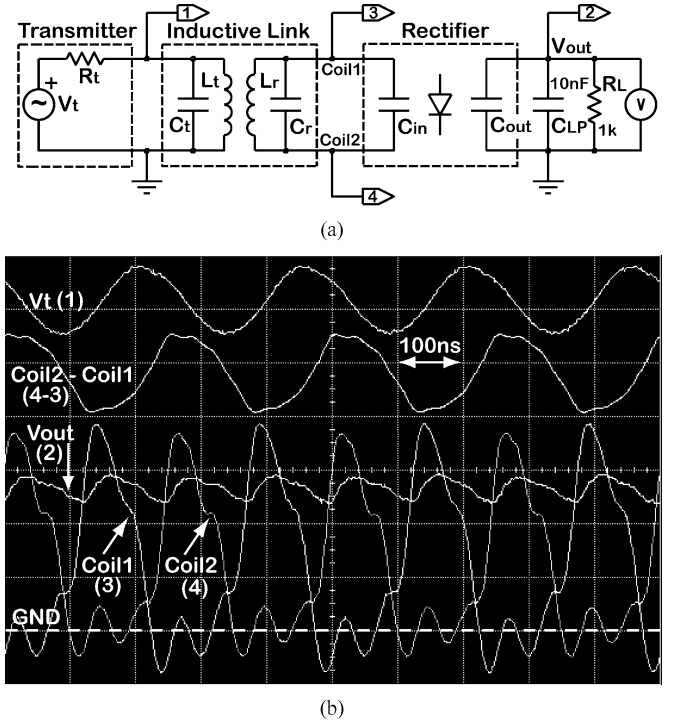 1
3
2
Transmitter
Inductive Link
Rectifier
Vout
Rt
Coil1
+
Vt
Lt
Lr
10nF
RL
V
Ct
Cr
Cin
Cout
CLP
1k
Coil2
4
(a)
Vt (1)
100ns
Coil2 - Coil1
(4-3)
Vout
(2)
Coil1
(3)
Coil2
(4)
GND
(b)